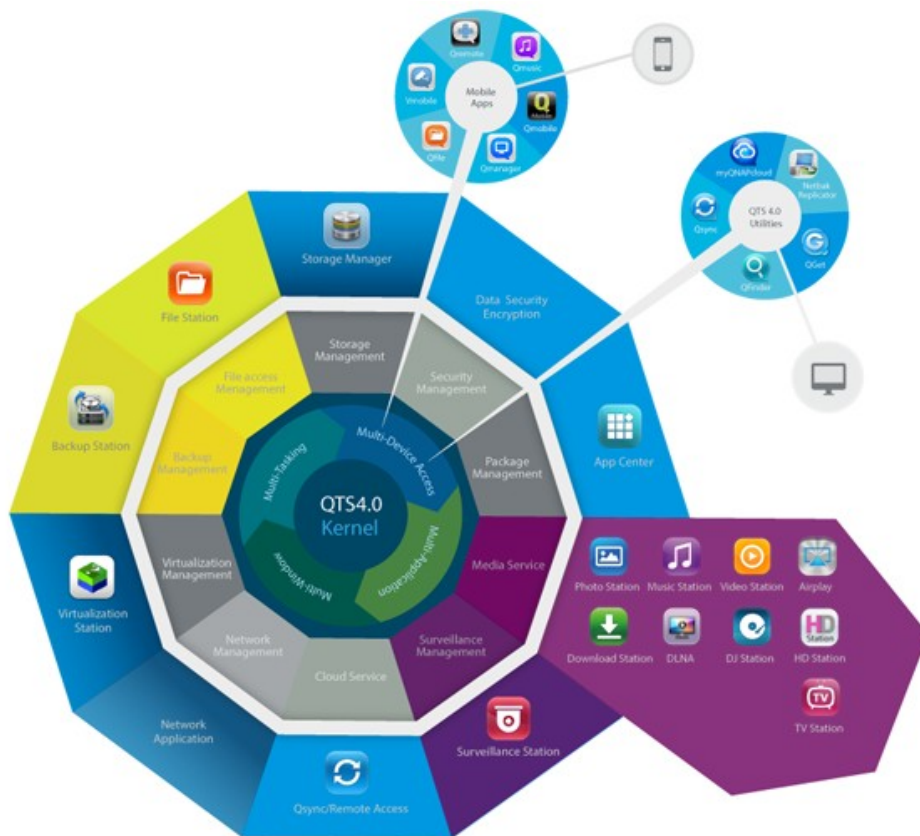 Qremote
Qmusic
Vmobile
Mobile
Apps
Q
Mobile
Qmobile
Qfile
Qmanager
myQNAPcloud
Netbak
Replicator
Qsync
QTS 4.0
Utilities
QGet
QFinder
Storage Manager
File Station
Data Security
Encryption
Storage
Management
File access
Management
Security
Management
Backup Station
Backup
Management
Multi-Tasking
Multi-Device Access
Package
Management
App Center
QTS4.0
Kernel
Multi-Window
Multi-Application
Virtualization
Management
Media Service
Virtualization
Station
Network
Management
Surveillance
Management
Cloud Service
Photo Station
Music Station
Video Station
Airplay
HD
Station
Download Station
DLNA
DJ Station
HD Station
TV
TV Station
Network
Application
Surveillance Station
Qsync/Remote Access